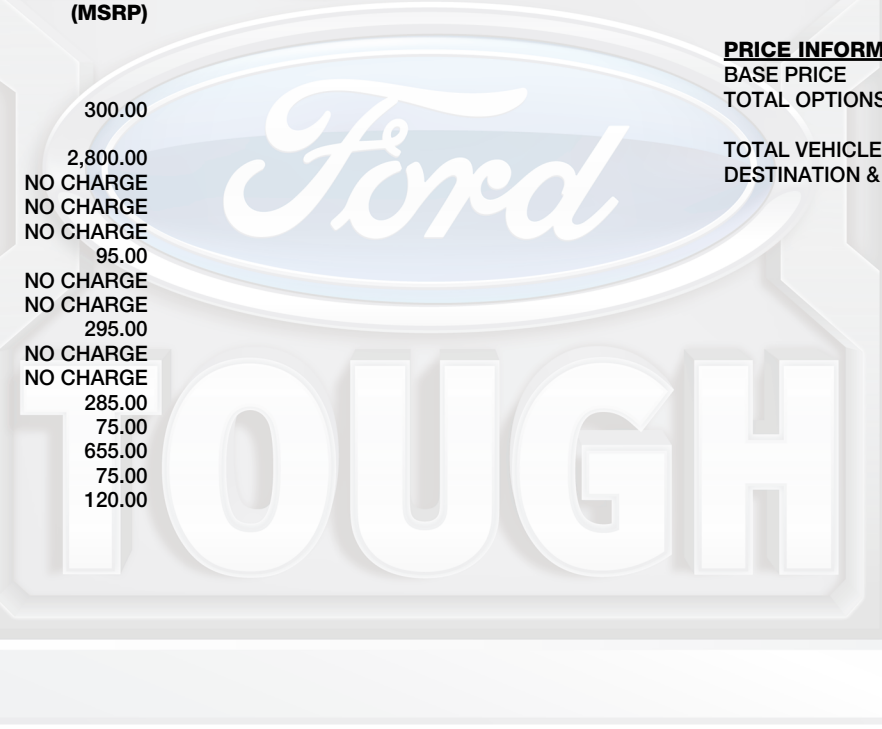 (MSRP)
300.00
2,800.00
NO CHARGE
NO CHARGE
NO CHARGE
95.00
NO CHARGE
NO CHARGE
295.00
NO CHARGE
NO CHARGE
285.00
75.00
655.00
75.00
120.00
PRICE INFORM
BASE PRICE
TOTAL OPTIONS
TOTAL VEHICLE
DESTINATION &
Ford
TOUGH